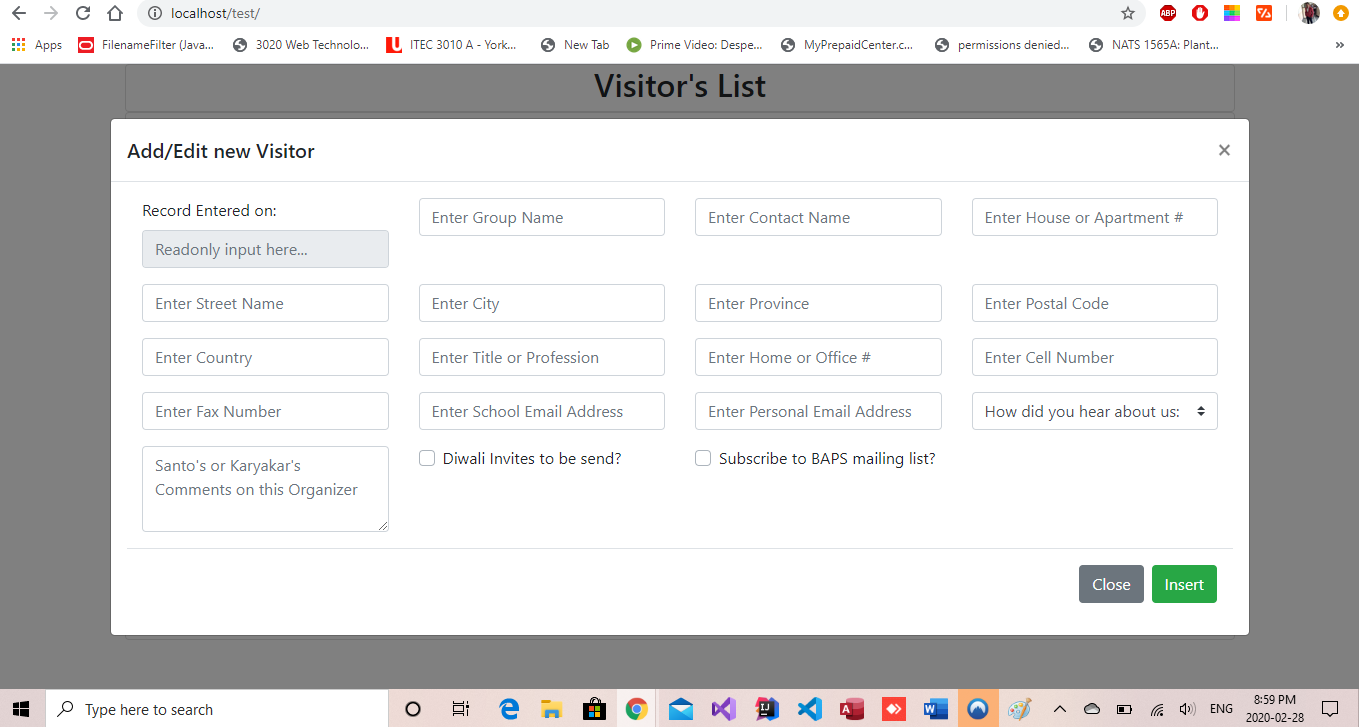 localhost/test/
ABP
Apps
FilenameFilter (Java...
3020 Web Technolo...
ITEC 3010 A - York...
New Tab
Prime Video: Despe...
MyPrepaidCenter.c...
permissions denied...
NATS 1565A: Plant...
»
Visitor's List
Add/Edit new Visitor
×
Record Entered on:
Readonly input here...
Enter Group Name
Enter Contact Name
Enter House or Apartment #
Enter Street Name
Enter City
Enter Province
Enter Postal Code
Enter Country
Enter Title or Profession
Enter Home or Office #
Enter Cell Number
Enter Fax Number
Enter School Email Address
Enter Personal Email Address
How did you hear about us:
Santo's or Karyakar's
Comments on this Organizer
Diwali Invites to be send?
Subscribe to BAPS mailing list?
Close
Insert
Type here to search
ENG
8:59 PM
2020-02-28